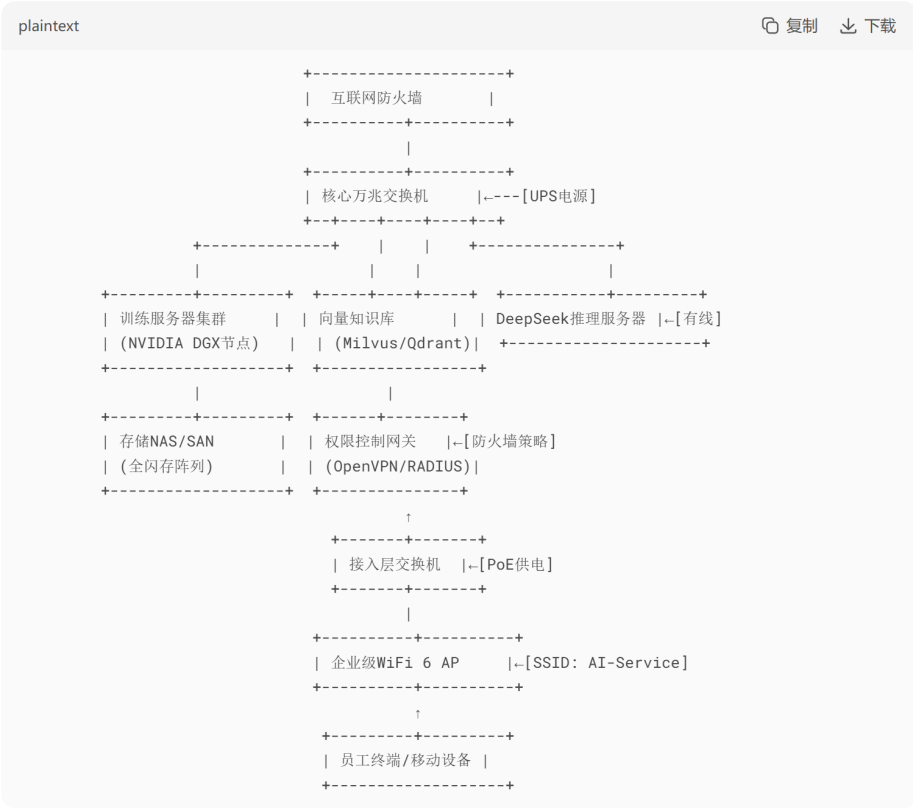 plaintext 复制 下载
+---------------------+
| 互联网防火墙 |
+----------+----------+
|
+----------+----------+
| 核心万兆交换机 |←---[UPS电源]
+--+----+----+----+--+
+--------------+ | | +---------------+
| | | |
+---------+---------+ +-----+----+-----+ +-----------+---------+
| 训练服务器集群 | | 向量知识库 | | DeepSeek推理服务器 |←[有线]
| (NVIDIA DGX节点) | | (Milvus/Qdrant)| +---------------------+
+-------------------+ +-----------------+
| |
+---------+---------+ +------+--------+
| 存储NAS/SAN | | 权限控制网关 |←[防火墙策略]
| (全闪存阵列) | | (OpenVPN/RADIUS)|
+-------------------+ +---------------+
↑
+-------+-------+
| 接入层交换机 |←[PoE供电]
+-------+-------+
|
+----------+----------+
| 企业级WiFi 6 AP |←[SSID: AI-Service]
+----------+----------+
↑
+---------+---------+
| 员工终端/移动设备 |
+-------------------+